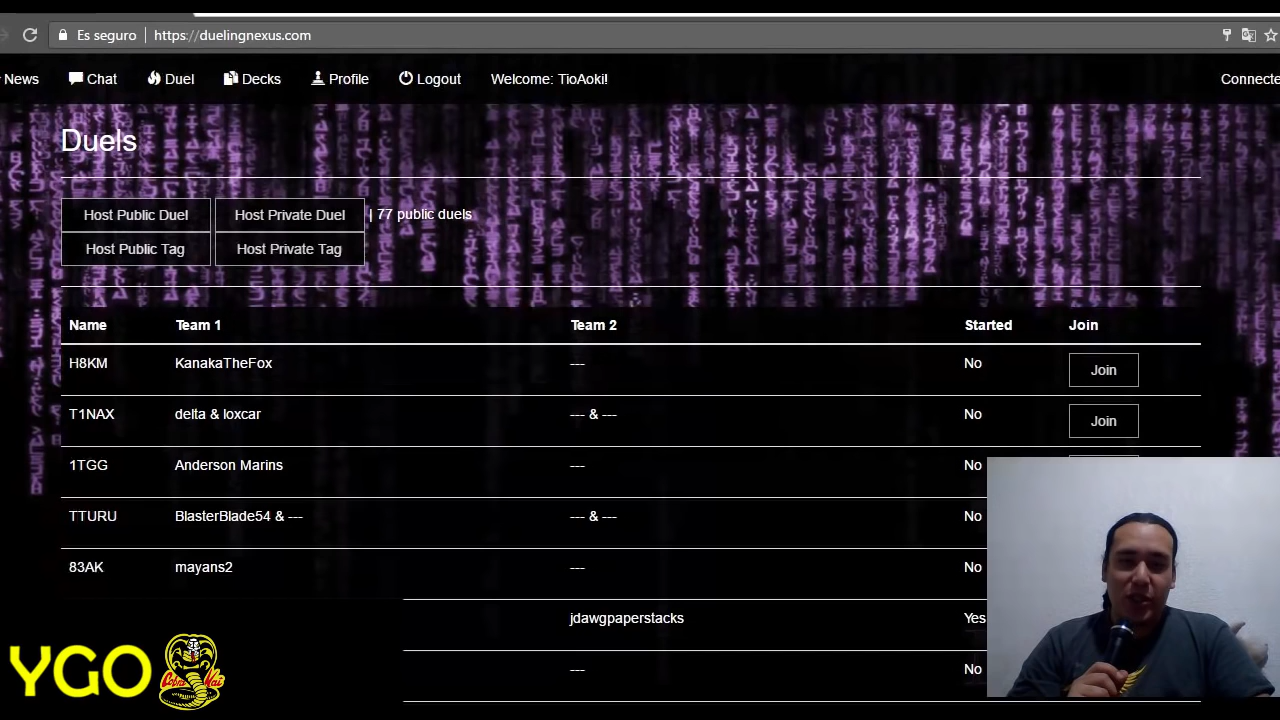 Es seguro | https://duelingnexus.com
News Chat Duel Decks Profile Logout Welcome: TioAoki! Connecte
Duels
Host Public Duel Host Private Duel | 77 public duels
Host Public Tag Host Private Tag
Name Team 1 Team 2 Started Join
H8KM KanakaTheFox --- No Join
T1NAX delta & loxcar --- & --- No Join
1TGG Anderson Marins --- No
TTURU BlasterBlade54 & --- --- & --- No
83AK mayans2 --- No
jdawgpaperstacks Yes
--- No
YGO Cobra Kai